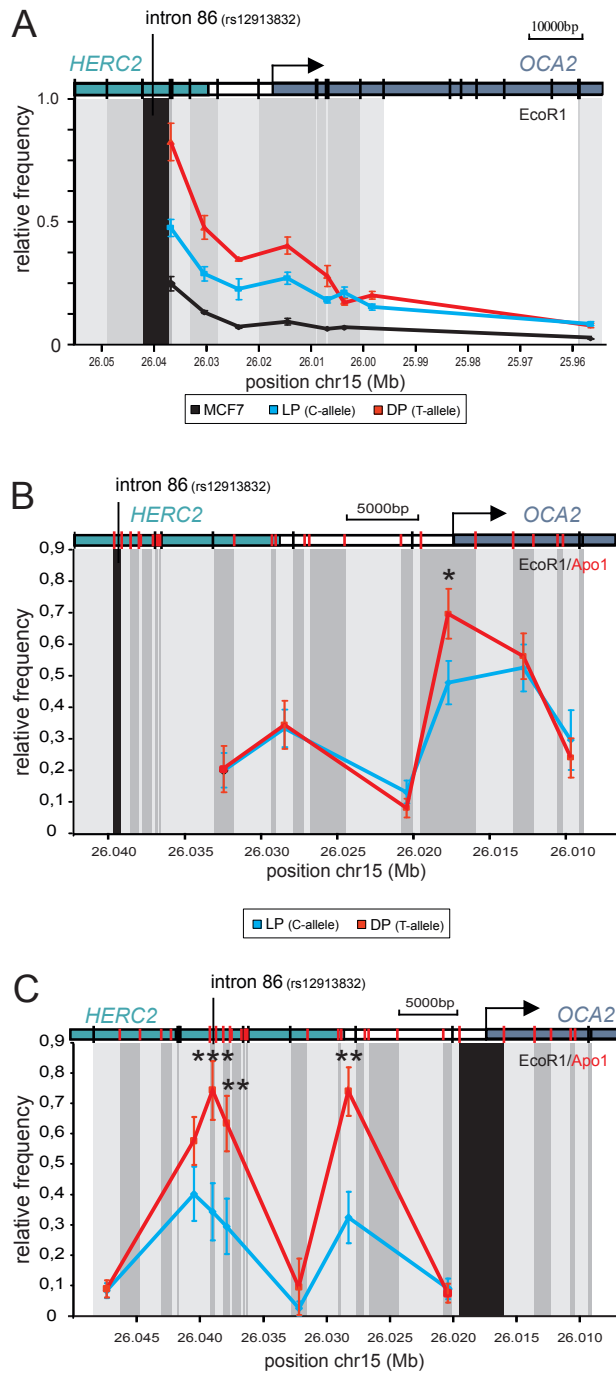 A
intron 86 (rs12913832)
10000bp
HERC2
OCA2
EcoR1
relative frequency
1.0
0.5
0
26.05 26.04 26.03 26.02 26.01 26.00 25.99 25.98 25.97 25.96
position chr15 (Mb)
MCF7 LP (C-allele) DP (T-allele)
B
intron 86 (rs12913832)
HERC2
5000bp
OCA2
EcoR1/Apo1
relative frequency
0,9
0,8
0,7
0,6
0,5
0,4
0,3
0,2
0,1
0
*
26.040 26.030 26.020 26.015 26.010
position chr15 (Mb)
LP (C-allele) DP (T-allele)
C
intron 86 (rs12913832)
HERC2
5000bp
OCA2
EcoR1/Apo1
relative frequency
0,9
0,8
0,7
0,6
0,5
0,4
0,3
0,2
0,1
0
***
**
**
26.045 26.040 26.035 26.030 26.025 26.020 26.015 26.010
position chr15 (Mb)